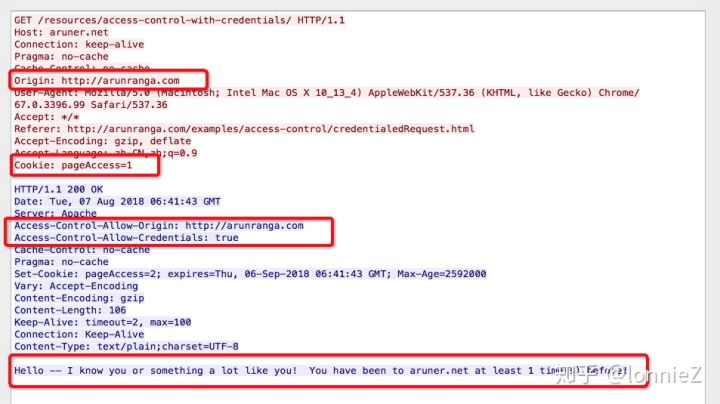 GET /resources/access-control-with-credentials/ HTTP/1.1
Host: aruner.net
Connection: keep-alive
Pragma: no-cache
Cache-Control: no-cache
Origin: http://arunranga.com
User-Agent: Mozilla/5.0 (Macintosh; Intel Mac OS X 10_13_4) AppleWebKit/537.36 (KHTML, like Gecko) Chrome/
67.0.3396.99 Safari/537.36
Accept: */*
Referer: http://arunranga.com/examples/access-control/credentialedRequest.html
Accept-Encoding: gzip, deflate
Accept-Language: zh-CN,zh;q=0.9
Cookie: pageAccess=1
HTTP/1.1 200 OK
Date: Tue, 07 Aug 2018 06:41:43 GMT
Server: Apache
Access-Control-Allow-Origin: http://arunranga.com
Access-Control-Allow-Credentials: true
Cache-Control: no-cache
Pragma: no-cache
Set-Cookie: pageAccess=2; expires=Thu, 06-Sep-2018 06:41:43 GMT; Max-Age=2592000
Vary: Accept-Encoding
Content-Encoding: gzip
Content-Length: 106
Keep-Alive: timeout=2, max=100
Connection: Keep-Alive
Content-Type: text/plain;charset=UTF-8
Hello -- I know you or something a lot like you!  You have been to aruner.net at least 1 time(s) before!
知乎 @lonnieZ